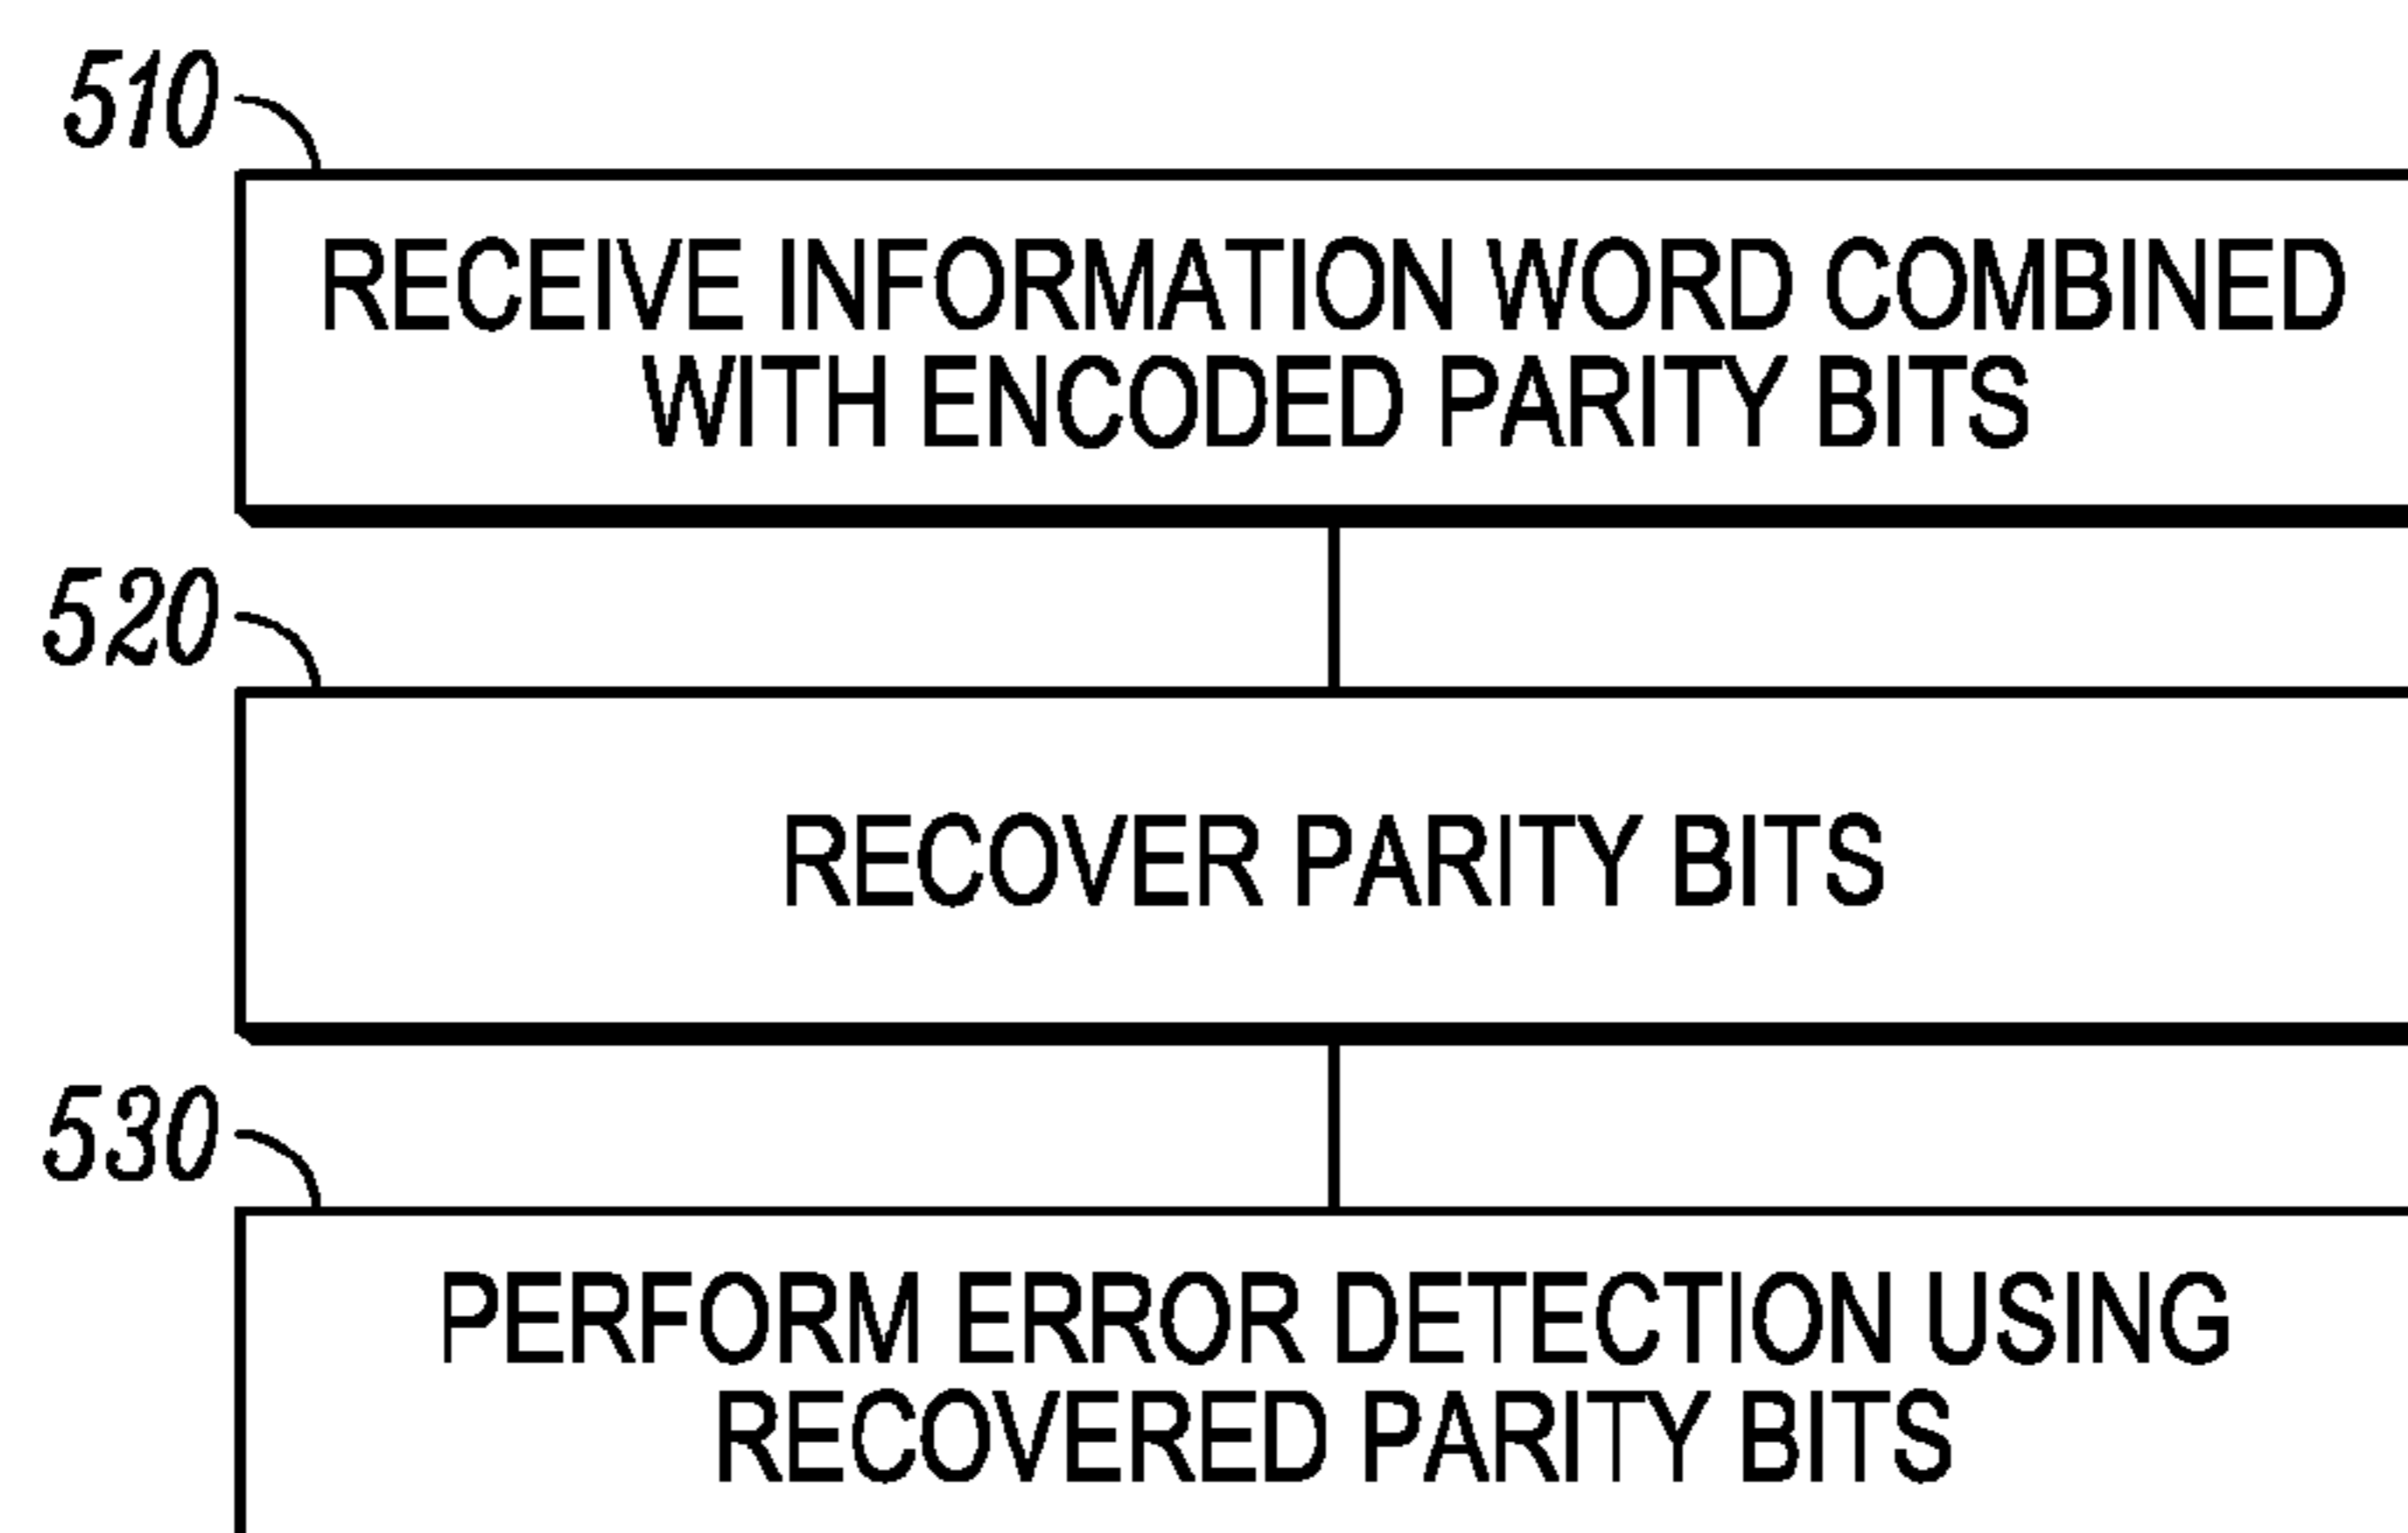 510
RECEIVE INFORMATION WORD COMBINED
WITH ENCODED PARITY BITS
520
RECOVER PARITY BITS
530
PERFORM ERROR DETECTION USING
RECOVERED PARITY BITS